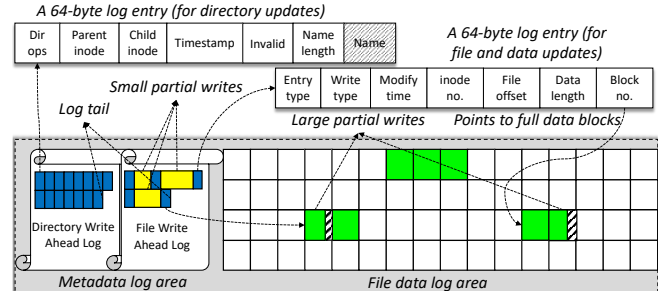 A 64-byte log entry (for directory updates)
Dir ops
Parent inode
Child inode
Timestamp
Invalid
Name length
Name
A 64-byte log entry (for
file and data updates)
Entry type
Write type
Modify time
inode no.
File offset
Data length
Block no.
Small partial writes
Log tail
Large partial writes
Points to full data blocks
Directory Write
Ahead Log
File Write
Ahead Log
Metadata log area
File data log area